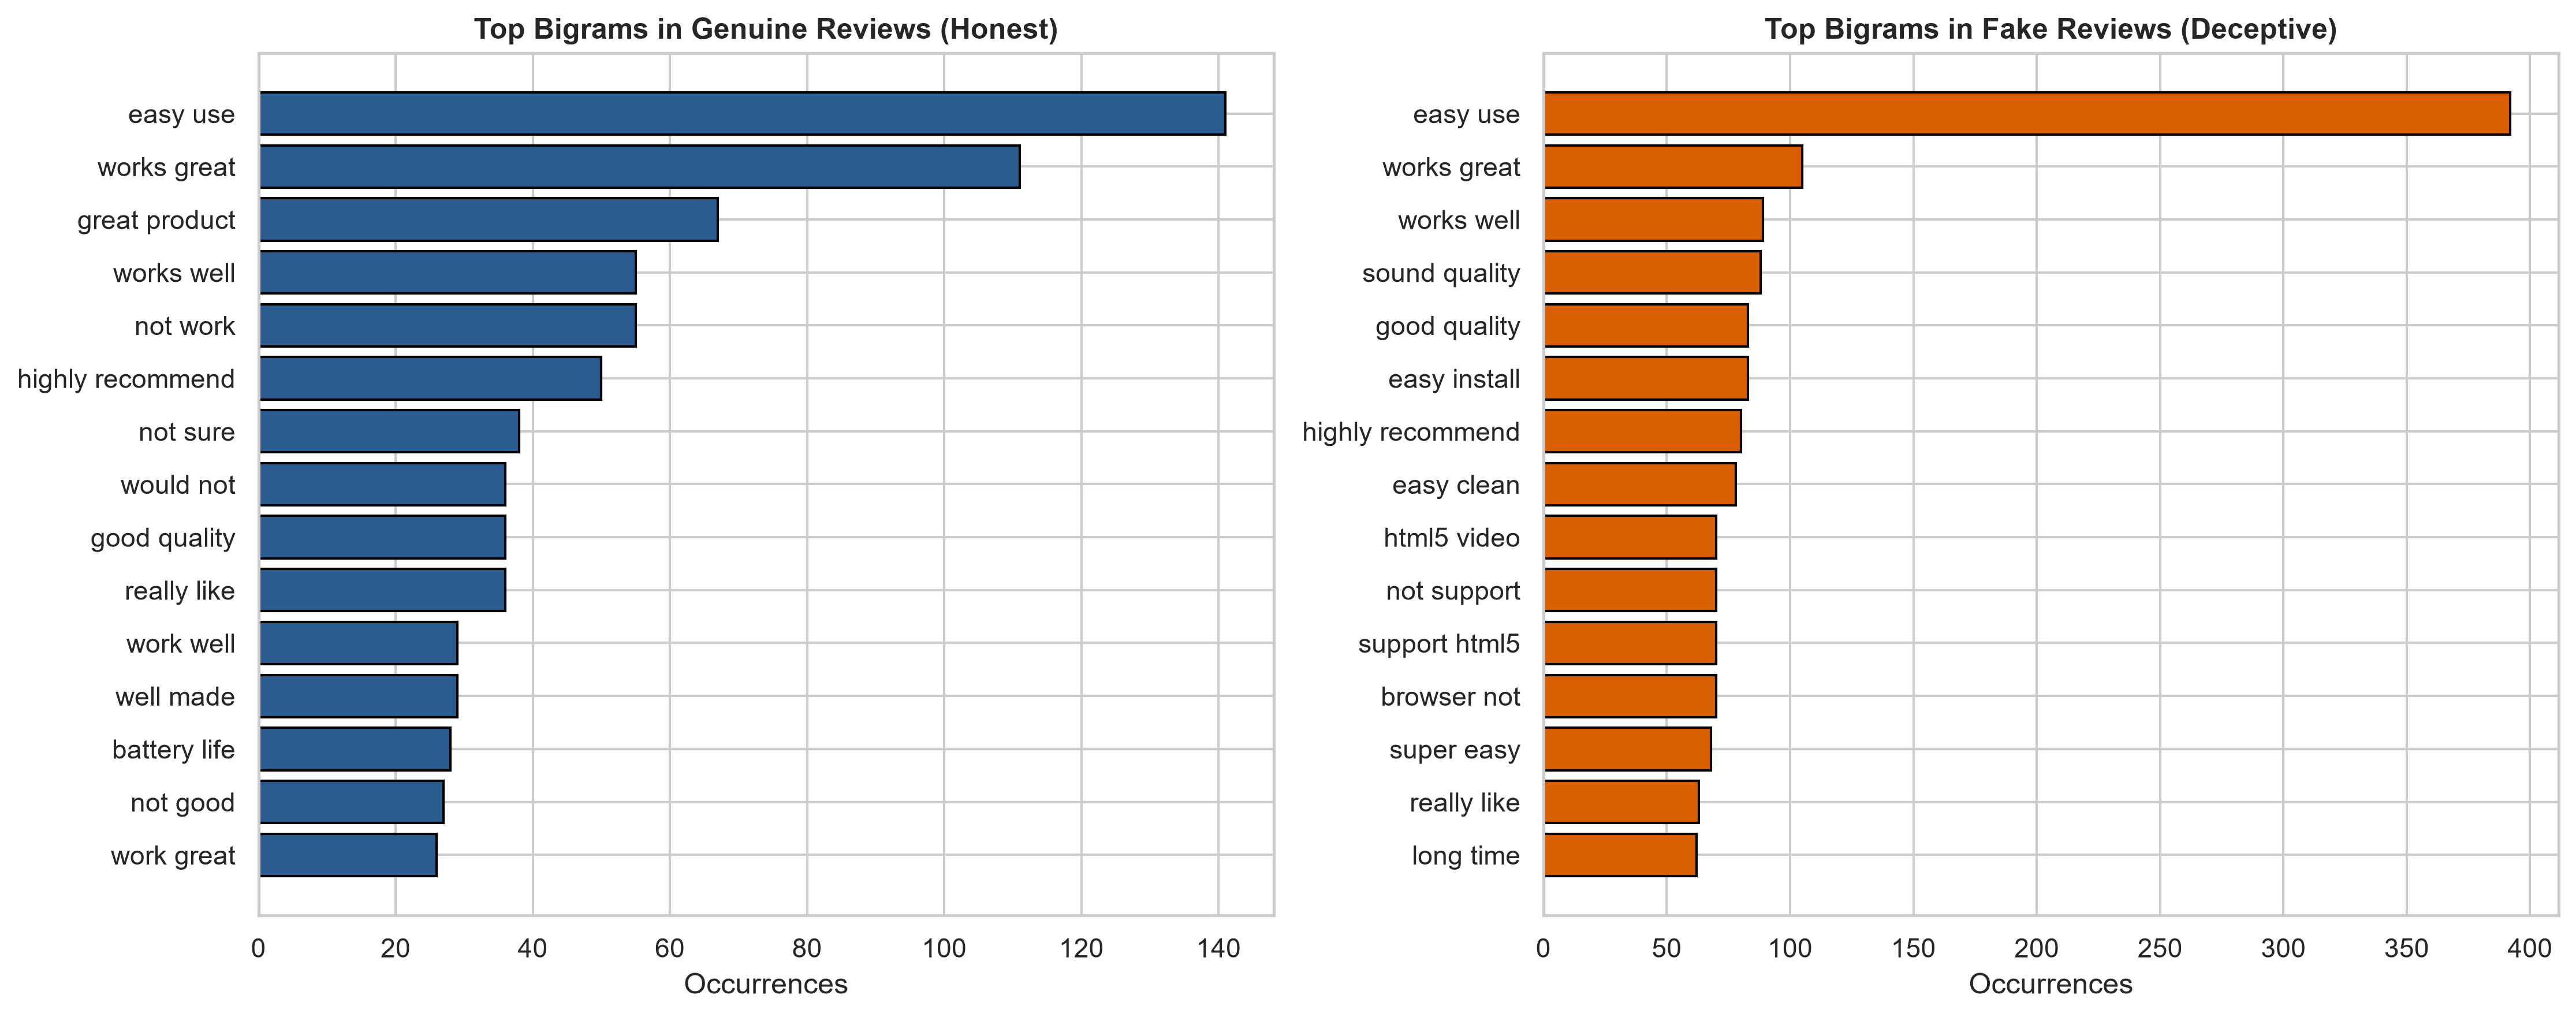 Top Bigrams in Genuine Reviews (Honest)
easy use
works great
great product
works well
not work
highly recommend
not sure
would not
good quality
really like
work well
well made
battery life
not good
work great
0 20 40 60 80 100 120 140
Occurrences
Top Bigrams in Fake Reviews (Deceptive)
easy use
works great
works well
sound quality
good quality
easy install
highly recommend
easy clean
html5 video
not support
support html5
browser not
super easy
really like
long time
0 50 100 150 200 250 300 350 400
Occurrences